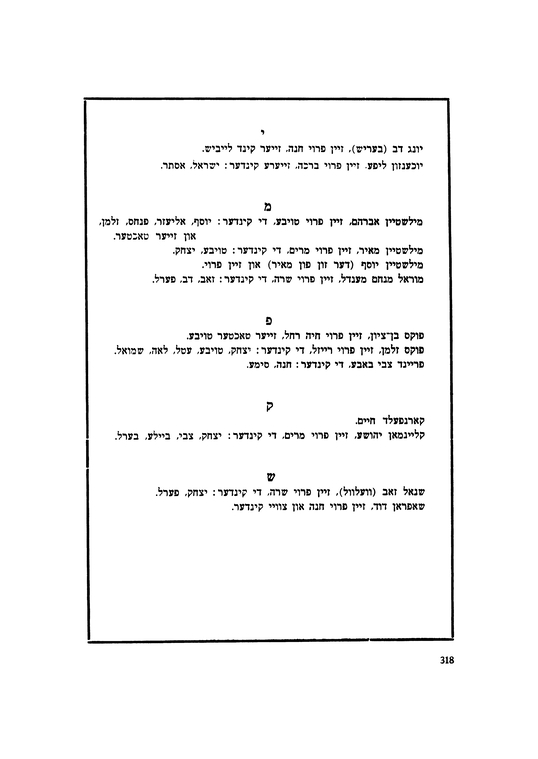 י
יונג דב (בעריש), זיין פרוי חנה, זייער קינד לייביש.
יוכענזון ליפע, זיין פרוי ברכה, זייערע קינדער: ישראל, אסתר.
מ
מילשטיין אברהם, זיין פרוי טויבע, די קינדער: יוסף, אליעזר, פנחס, זלמן,
און זייער טאכטער.
מילשטיין מאיר, זיין פרוי מרים, די קינדער: טויבע, יצחק.
מילשטיין יוסף (דער זון פון מאיר) און זיין פרוי.
מוראל מנחם מענדל, זיין פרוי שרה, די קינדער: זאב, דב, פערל.
פ
פוקס בן־ציון, זיין פרוי חיה רחל, זייער טאכטער טויבע.
פוקס זלמן, זיין פרוי רייזל, די קינדער: יצחק, טויבע, עטל, לאה, שמואל.
פריינד צבי באבע, די קינדער: חנה, סימע.
ק
קארנפעלד חיים.
קליינמאן יהושע, זיין פרוי מרים, די קינדער: יצחק, צבי, ביילע, בערל.
ש
שנאל זאב (וועלוול), זיין פרוי שרה, די קינדער: יצחק, פערל.
שאפראן דוד, זיין פרוי חנה און צוויי קינדער.
318